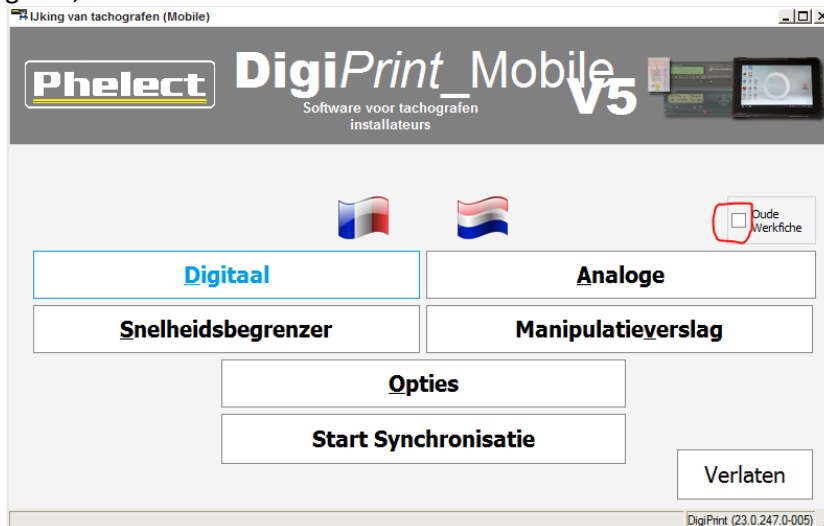 IJking van tachografen (Mobile)
Phelect
DigiPrint_Mobile
V5
Software voor tachografen
installateurs
Oude
Werkfiche
Digitaal
Analoge
Snelheidsbegrenzer
Manipulatieverslag
Opties
Start Synchronisatie
Verlaten
DigiPrint (23.0.247.0-005)